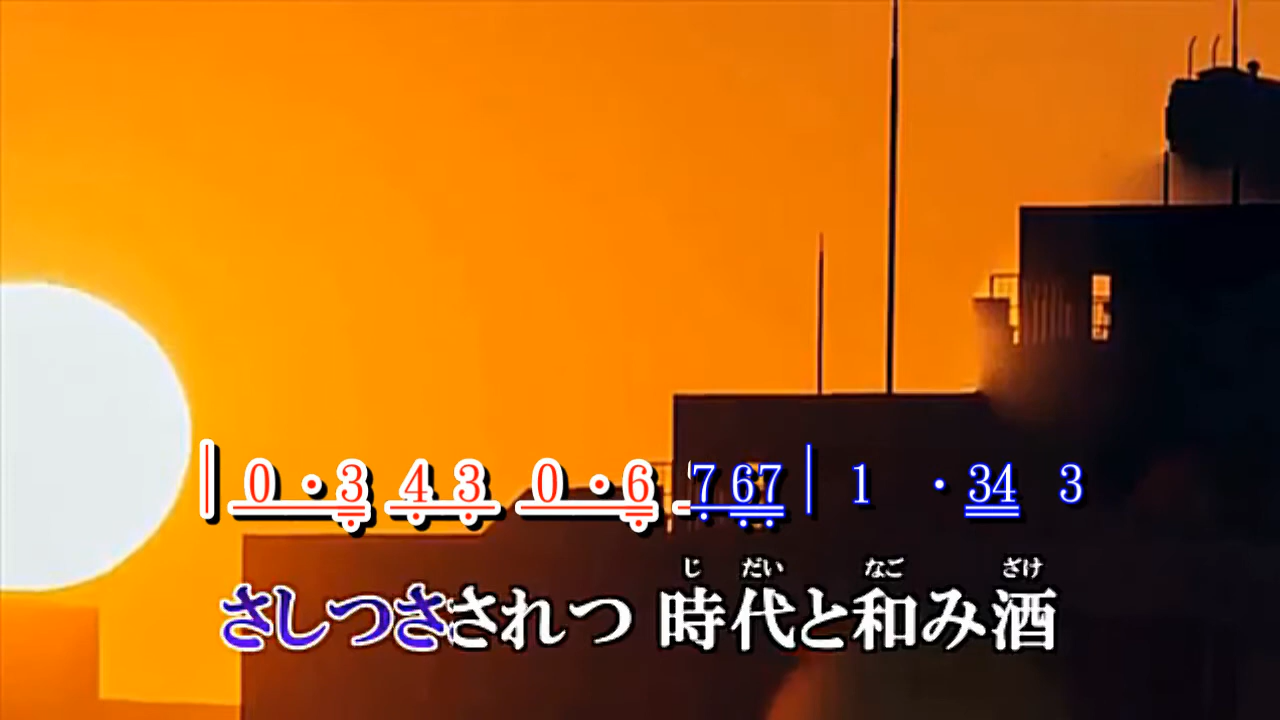 | 0 · 3 4 3 0 · 6 7 67 | 1 · 34 3
じ だい なご ざけ
さしつさされつ 時代と和み酒